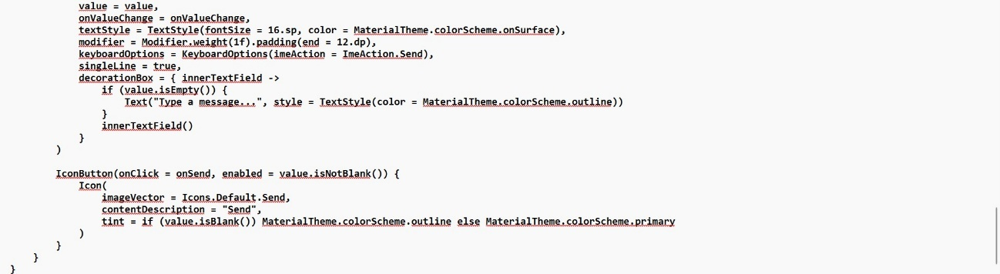 value = value,
onValueChange = onValueChange,
textStyle = TextStyle(fontSize = 16.sp, color = MaterialTheme.colorScheme.onSurface),
modifier = Modifier.weight(1f).padding(end = 12.dp),
keyboardOptions = KeyboardOptions(imeAction = ImeAction.Send),
singleLine = true,
decorationBox = { innerTextField ->
if (value.isEmpty()) {
Text("Type a message...", style = TextStyle(color = MaterialTheme.colorScheme.outline))
}
innerTextField()
}
)
IconButton(onClick = onSend, enabled = value.isNotBlank()) {
Icon(
imageVector = Icons.Default.Send,
contentDescription = "Send",
tint = if (value.isBlank()) MaterialTheme.colorScheme.outline else MaterialTheme.colorScheme.primary
)
}
}
}